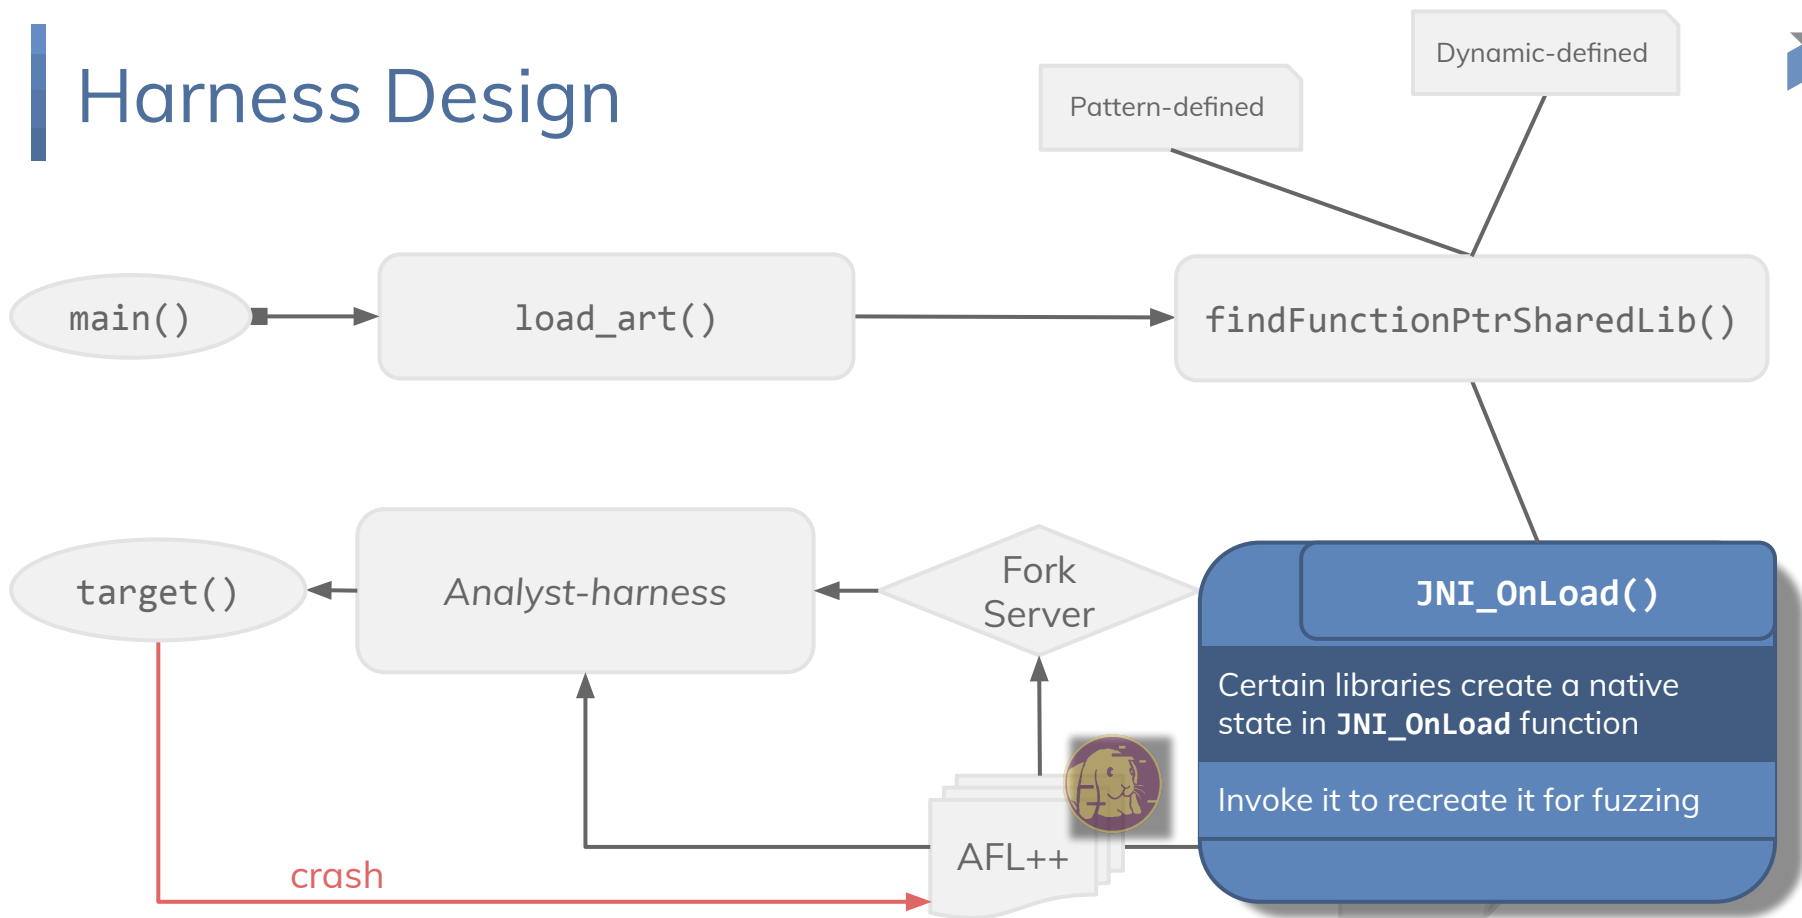 Harness Design
Pattern-defined
Dynamic-defined
main()
load_art()
findFunctionPtrSharedLib()
target()
Analyst-harness
Fork
Server
JNI_OnLoad()
Certain libraries create a native
state in JNI_OnLoad function
Invoke it to recreate it for fuzzing
AFL++
crash